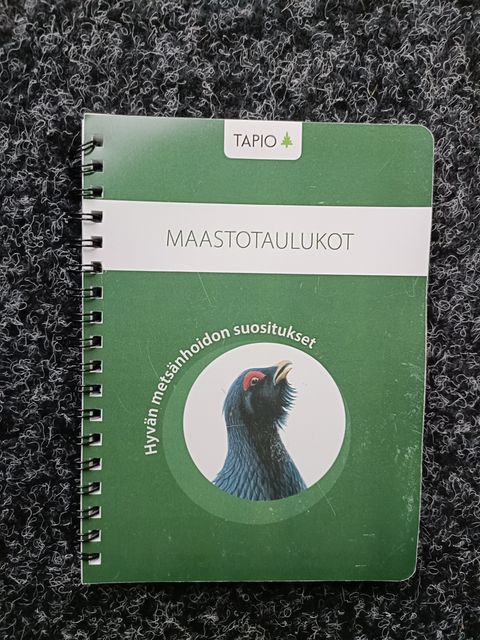 TAPIO
MAASTOTAULUKOT
Hyvän metsänhoidon suositukset